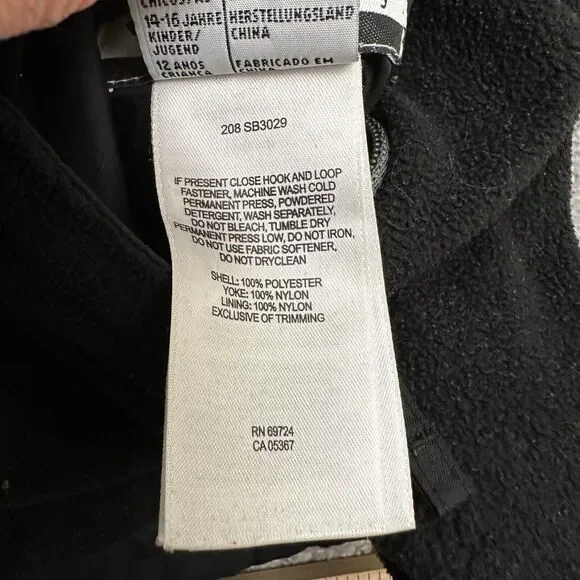 14-16 JAHRE
KINDER/
JUGEND
12 ANOS
CRIANÇA
HERSTELLUNGSLAND
CHINA
FABRICADO EM
CHINA
208 SB3029
IF PRESENT CLOSE HOOK AND LOOP
FASTENER, MACHINE WASH COLD
PERMANENT PRESS, POWDERED
DETERGENT, WASH SEPARATELY,
DO NOT BLEACH, TUMBLE DRY
PERMANENT PRESS LOW, DO NOT IRON,
DO NOT USE FABRIC SOFTENER,
DO NOT DRYCLEAN
SHELL: 100% POLYESTER
YOKE: 100% NYLON
LINING: 100% NYLON
EXCLUSIVE OF TRIMMING
RN 69724
CA 05367